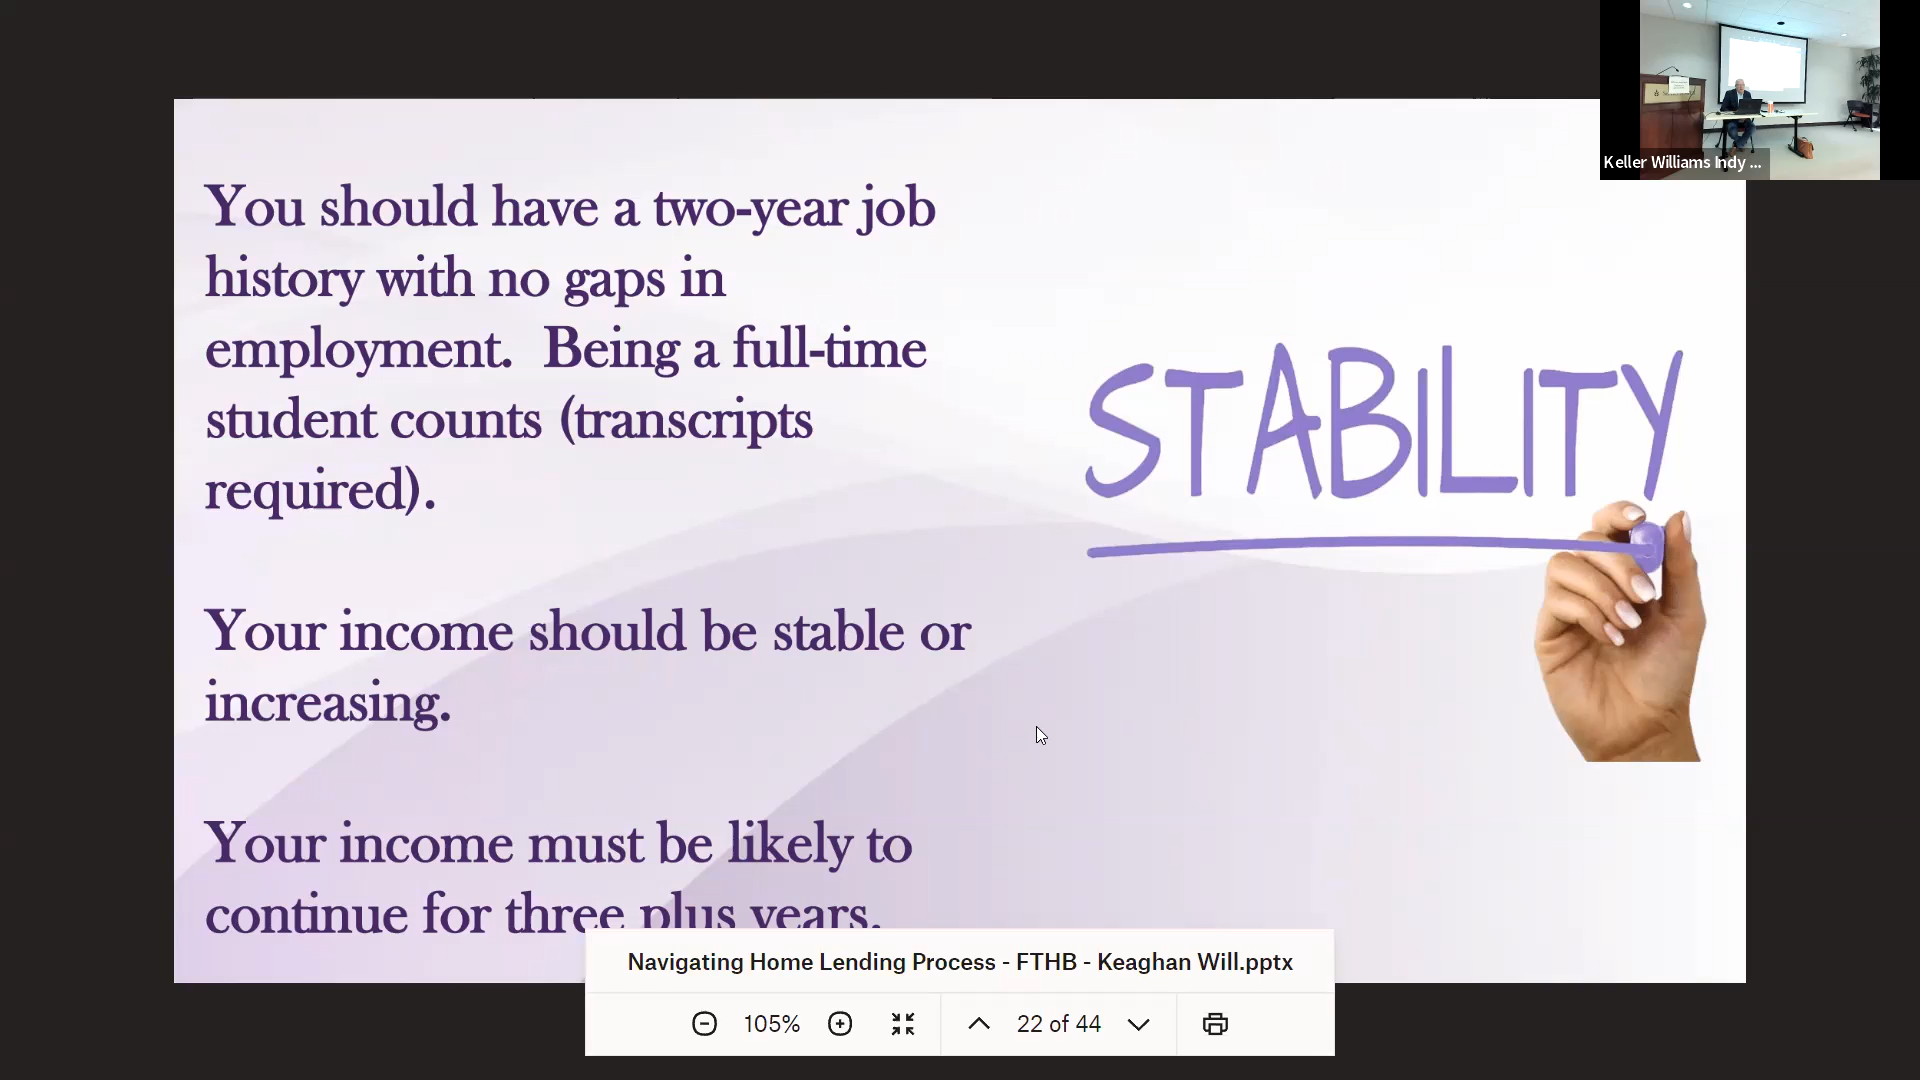 You should have a two-year job
history with no gaps in
employment.  Being a full-time
student counts (transcripts
required).
Your income should be stable or
increasing.
Your income must be likely to
continue for three plus years.
STABILITY
Keller Williams Indy ...
Navigating Home Lending Process - FTHB - Keaghan Will.pptx
105%
22 of 44